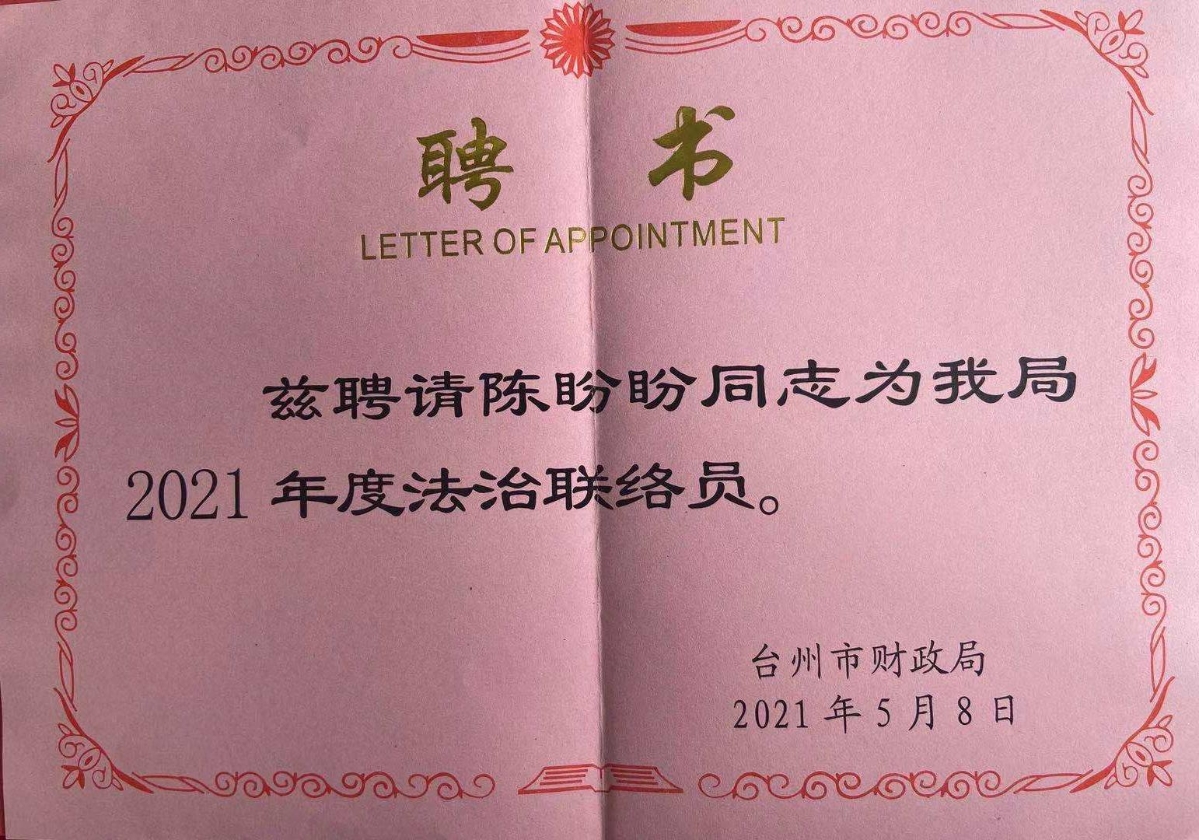 聘 书
LETTER OF APPOINTMENT
兹聘请陈盼盼同志为我局
2021年度法治联络员。
台州市财政局
2021年5月8日